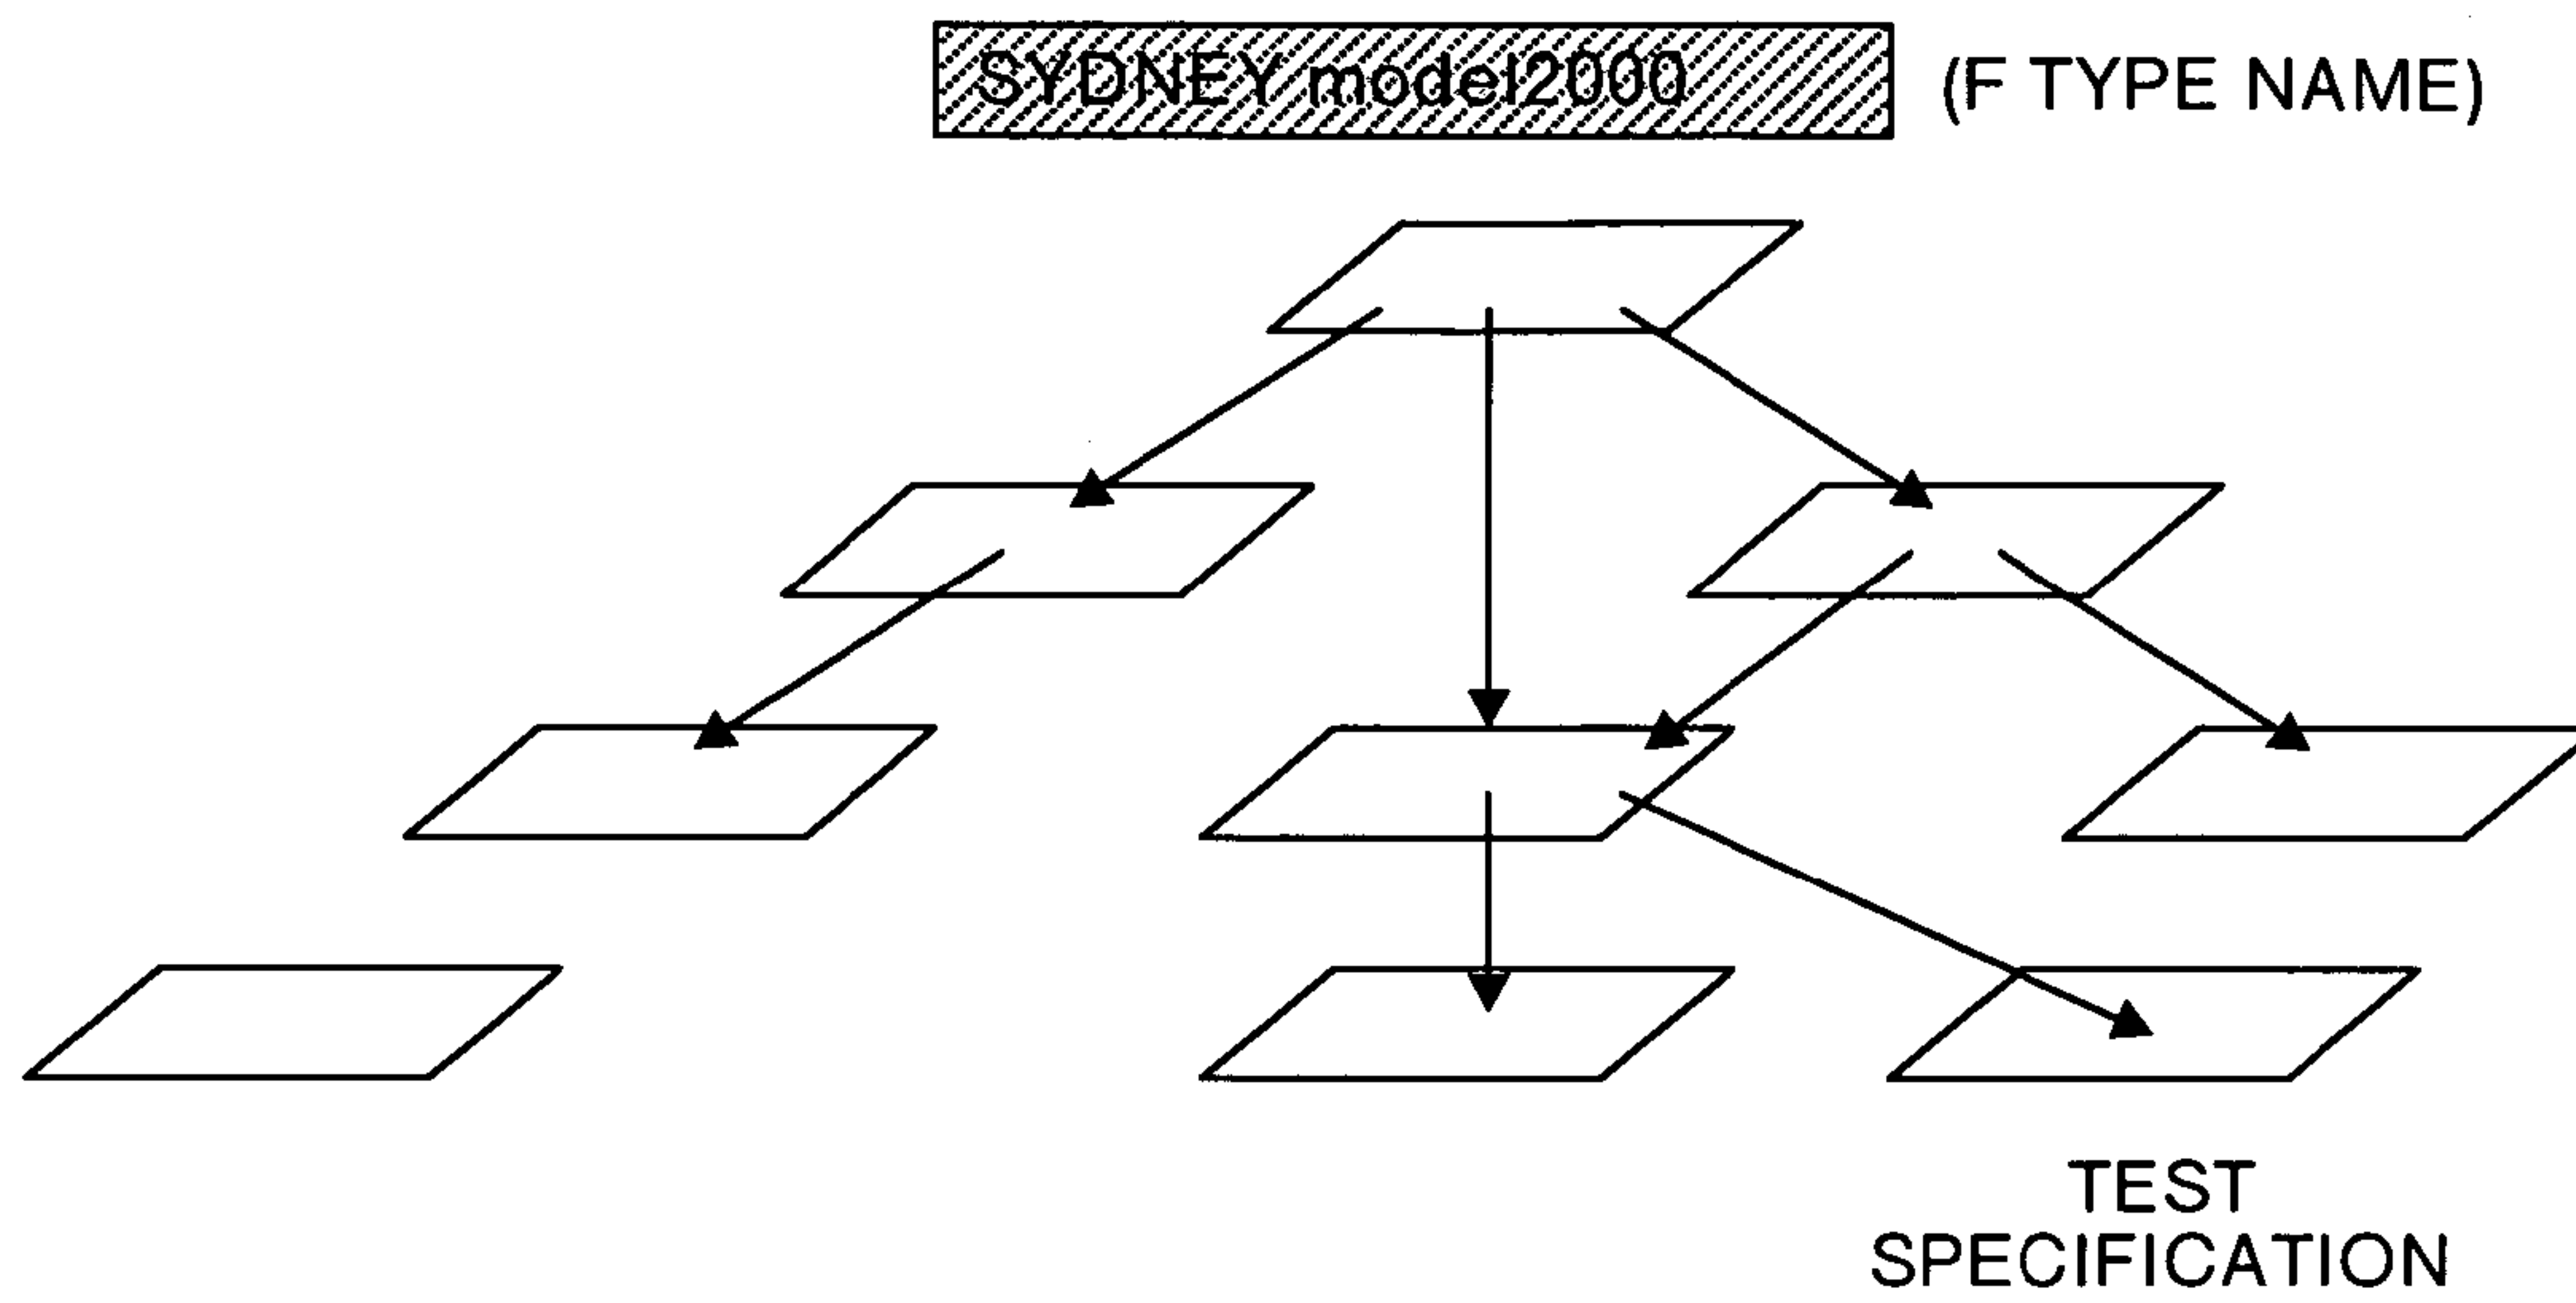 SYDNEY model2000
(F TYPE NAME)
TEST
SPECIFICATION